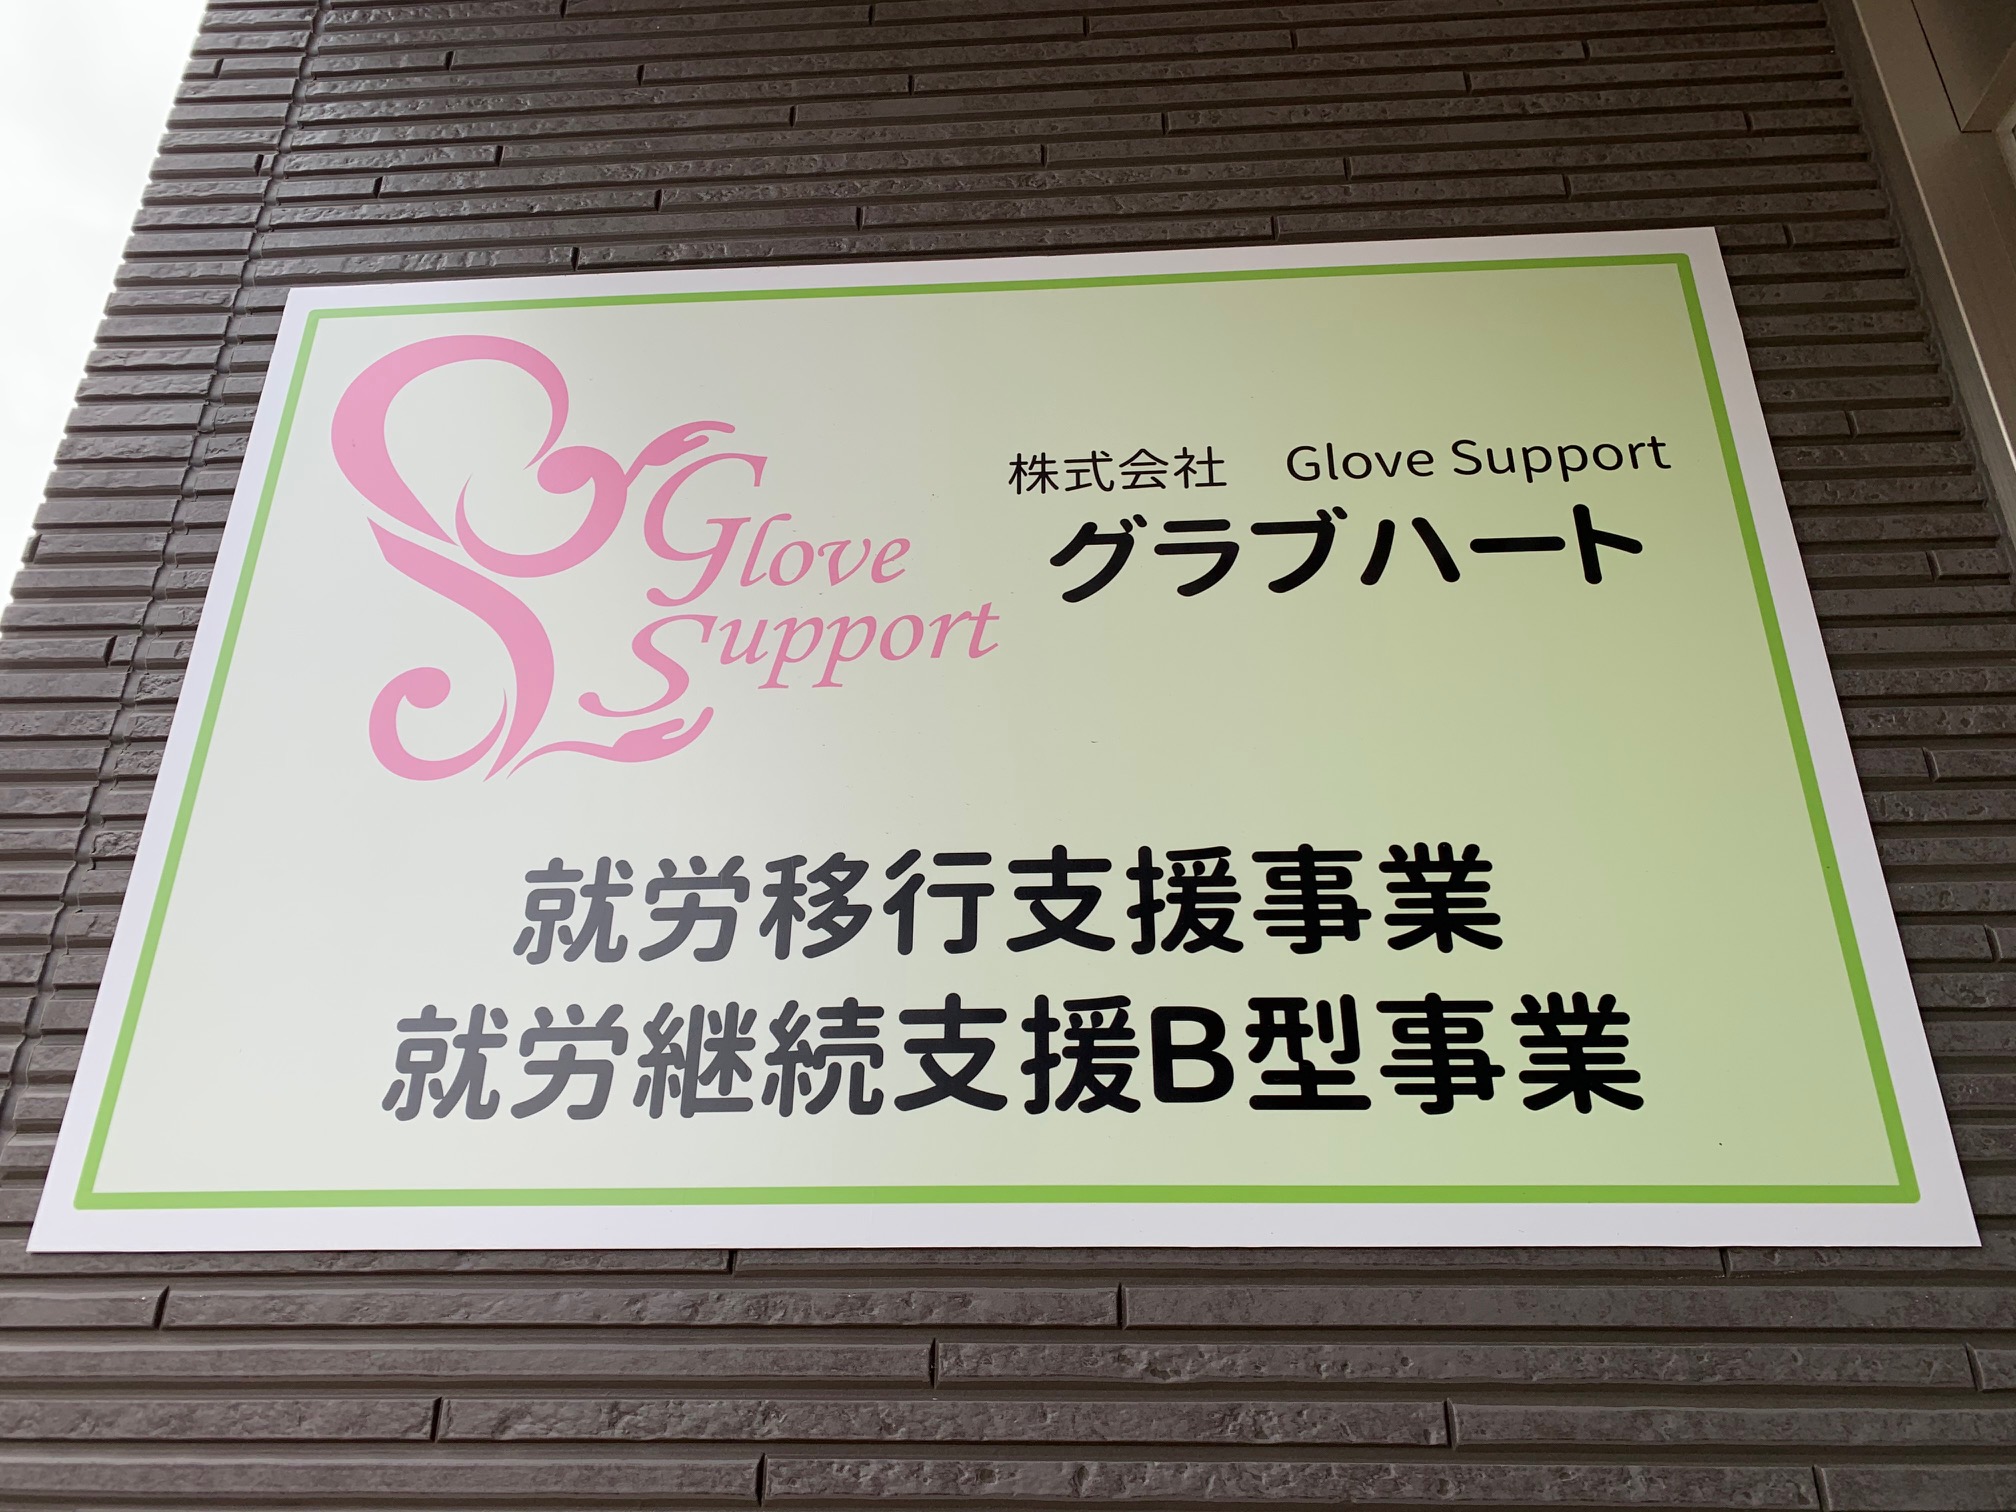 Glove
Support
株式会社　Glove Support
グラブハート
就労移行支援事業
就労継続支援B型事業